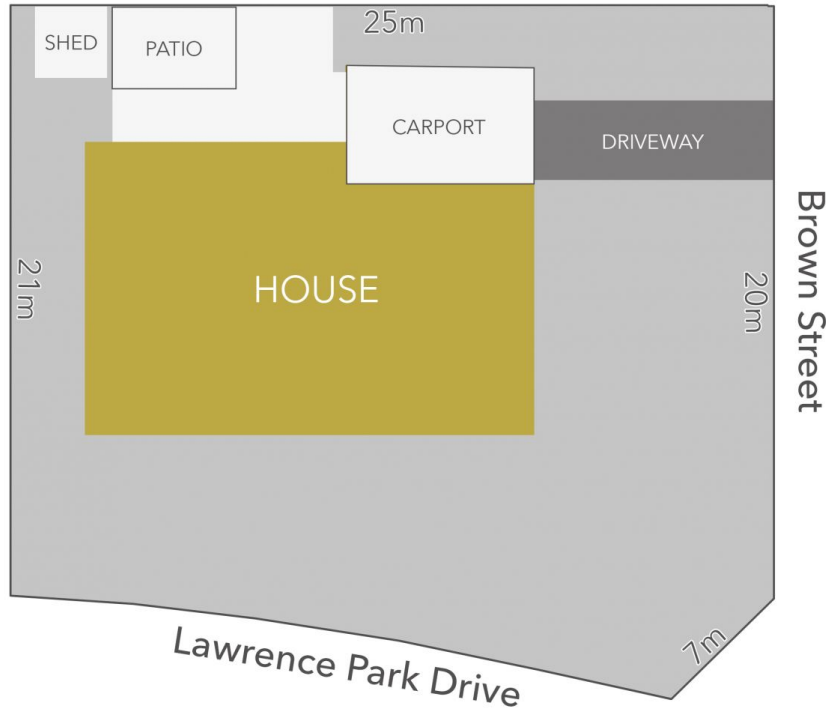 25m
SHED
PATIO
CARPORT
DRIVEWAY
HOUSE
21m
20m
Brown Street
7m
Lawrence Park Drive